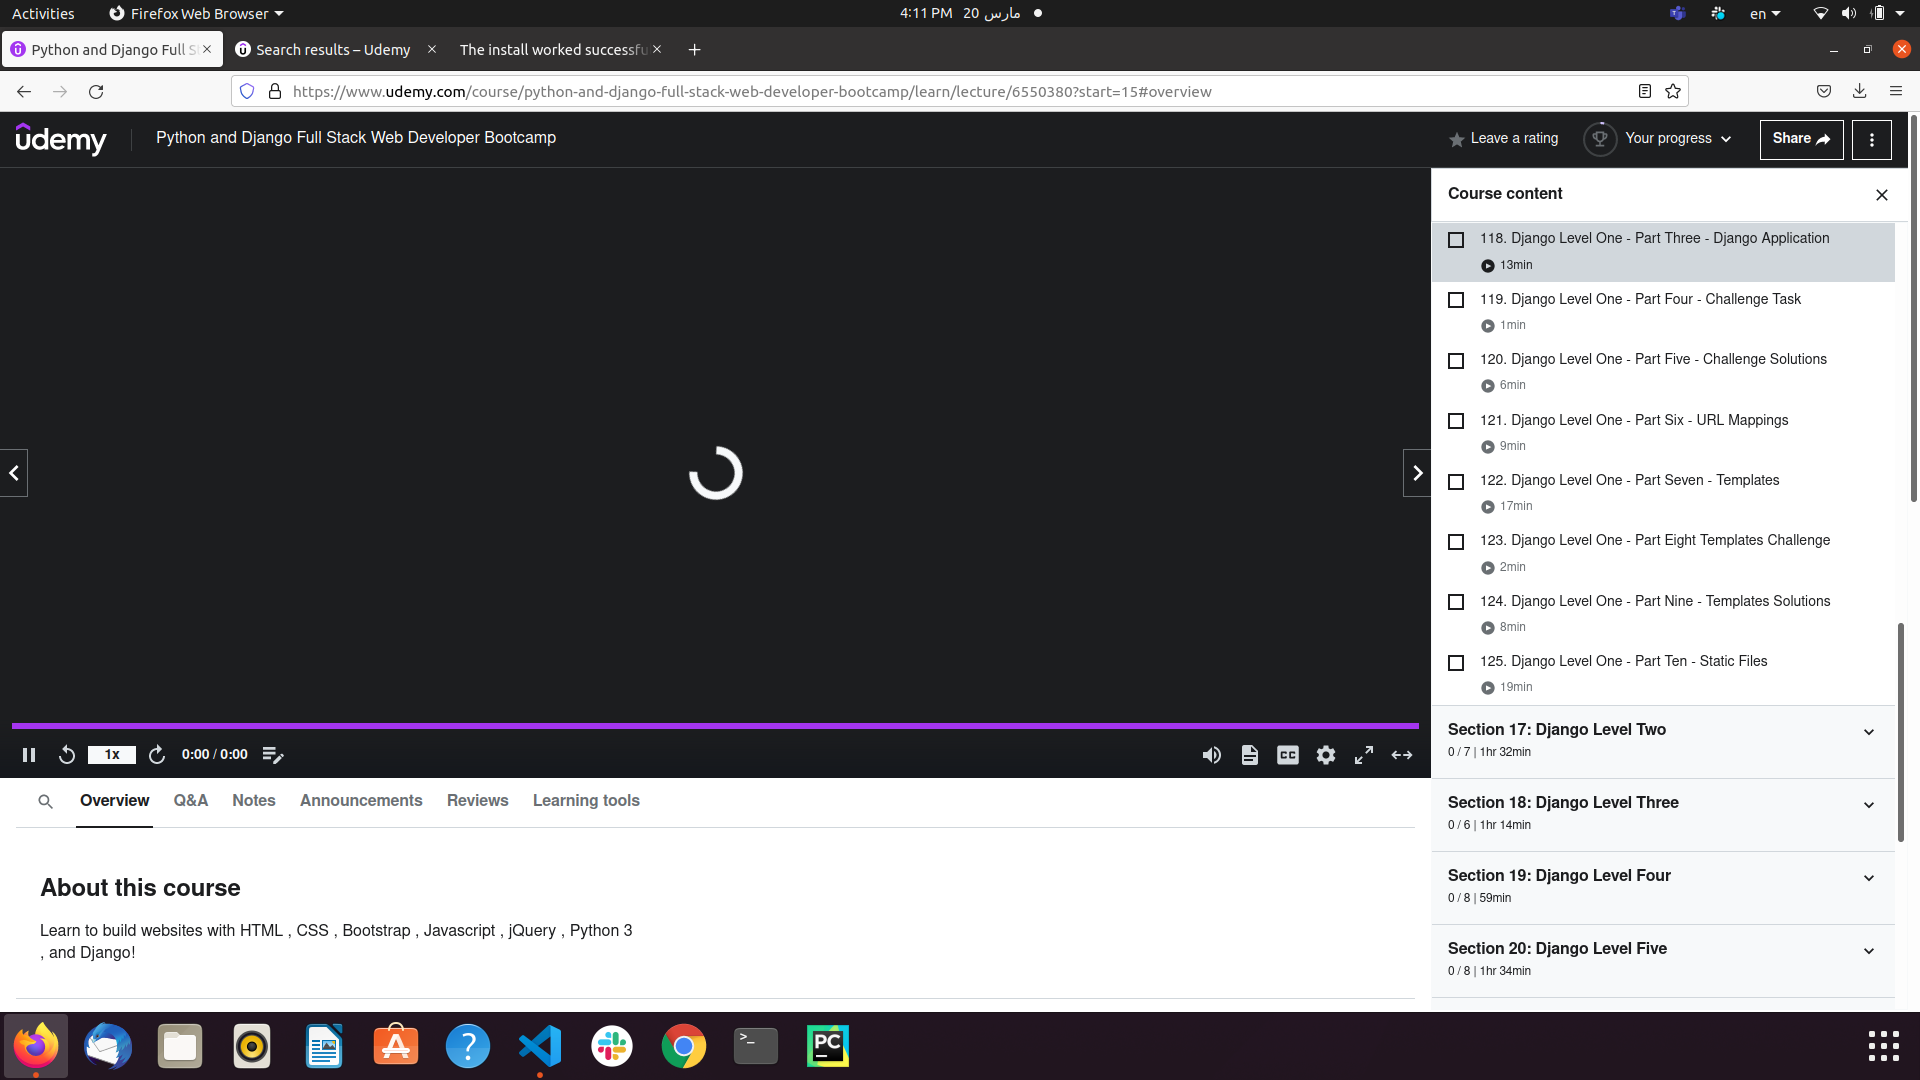 Activities
Firefox Web Browser
4:11 PM 20 مارس
en
Python and Django Full S
Search results – Udemy
The install worked successfu
https://www.udemy.com/course/python-and-django-full-stack-web-developer-bootcamp/learn/lecture/6550380?start=15#overview
udemy
Python and Django Full Stack Web Developer Bootcamp
Leave a rating
Your progress
Share
Course content
118. Django Level One - Part Three - Django Application
13min
119. Django Level One - Part Four - Challenge Task
1min
120. Django Level One - Part Five - Challenge Solutions
6min
121. Django Level One - Part Six - URL Mappings
9min
122. Django Level One - Part Seven - Templates
17min
123. Django Level One - Part Eight Templates Challenge
2min
124. Django Level One - Part Nine - Templates Solutions
8min
125. Django Level One - Part Ten - Static Files
19min
Section 17: Django Level Two
0 / 7 | 1hr 32min
Section 18: Django Level Three
0 / 6 | 1hr 14min
Section 19: Django Level Four
0 / 8 | 59min
Section 20: Django Level Five
0 / 8 | 1hr 34min
1x
0:00 / 0:00
CC
Overview
Q&A
Notes
Announcements
Reviews
Learning tools
About this course
Learn to build websites with HTML , CSS , Bootstrap , Javascript , jQuery , Python 3
, and Django!
PC